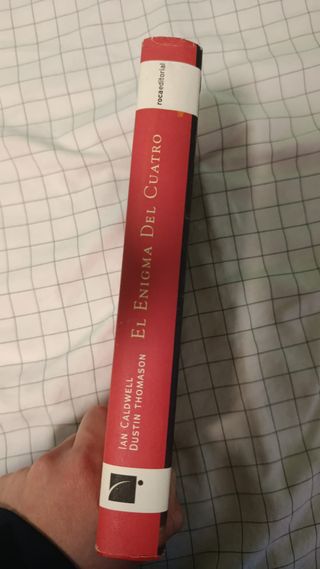 rocaeditorial
EL ENIGMA DEL CUATRO
IAN CALDWELL
DUSTIN THOMASON